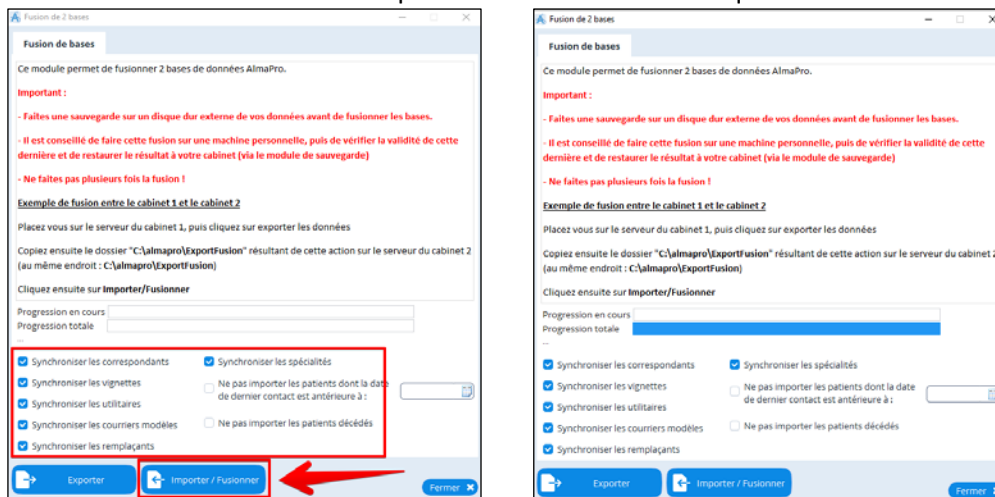 Fusion de 2 bases
Fusion de bases
Ce module permet de fusionner 2 bases de données AlmaPro.
Important :
- Faites une sauvegarde sur un disque dur externe de vos données avant de fusionner les bases.
- Il est conseillé de faire cette fusion sur une machine personnelle, puis de vérifier la validité de cette
dernière et de restaurer le résultat à votre cabinet (via le module de sauvegarde)
- Ne faites pas plusieurs fois la fusion !
Exemple de fusion entre le cabinet 1 et le cabinet 2
Placez vous sur le serveur du cabinet 1, puis cliquez sur exporter les données
Copiez ensuite le dossier "C:\almapro\ExportFusion" résultant de cette action sur le serveur du cabinet 2
(au même endroit : C:\almapro\ExportFusion)
Cliquez ensuite sur Importer/Fusionner
Progression en cours
Progression totale
...
Synchroniser les correspondants
Synchroniser les spécialités
Synchroniser les vignettes
Ne pas importer les patients dont la date
de dernier contact est antérieure à :
Synchroniser les utilitaires
Synchroniser les courriers modèles
Ne pas importer les patients décédés
Synchroniser les remplaçants
Exporter
Importer / Fusionner
Fermer
Fusion de 2 bases
Fusion de bases
Ce module permet de fusionner 2 bases de données AlmaPro.
Important :
- Faites une sauvegarde sur un disque dur externe de vos données avant de fusionner les bases.
- Il est conseillé de faire cette fusion sur une machine personnelle, puis de vérifier la validité de cette
dernière et de restaurer le résultat à votre cabinet (via le module de sauvegarde)
- Ne faites pas plusieurs fois la fusion !
Exemple de fusion entre le cabinet 1 et le cabinet 2
Placez vous sur le serveur du cabinet 1, puis cliquez sur exporter les données
Copiez ensuite le dossier "C:\almapro\ExportFusion" résultant de cette action sur le serveur du cabinet 2
(au même endroit : C:\almapro\ExportFusion)
Cliquez ensuite sur Importer/Fusionner
Progression en cours
Progression totale
...
Synchroniser les correspondants
Synchroniser les spécialités
Synchroniser les vignettes
Ne pas importer les patients dont la date
de dernier contact est antérieure à :
Synchroniser les utilitaires
Synchroniser les courriers modèles
Ne pas importer les patients décédés
Synchroniser les remplaçants
Exporter
Importer / Fusionner
Fermer